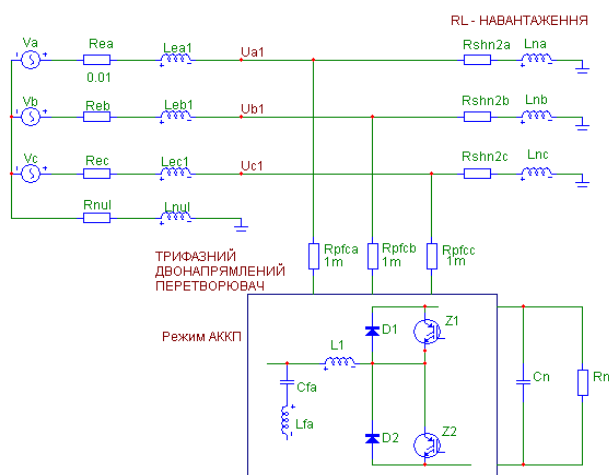 RL - НАВАНТАЖЕННЯ
Va Rea Lea1 Ua1 Rshn2a Lna
0.01
Vb Reb Leb1 Ub1 Rshn2b Lnb
Vc Rec Lec1 Uc1 Rshn2c Lnc
Rnul Lnul
ТРИФАЗНИЙ
ДВОНАПРЯМЛЕНИЙ
ПЕРЕТВОРЮВАЧ
Rpfca Rpfcb Rpfcc
1m 1m 1m
Режим АККП
D1 Z1
L1
Cfa
Lfa
D2 Z2
Cn Rn